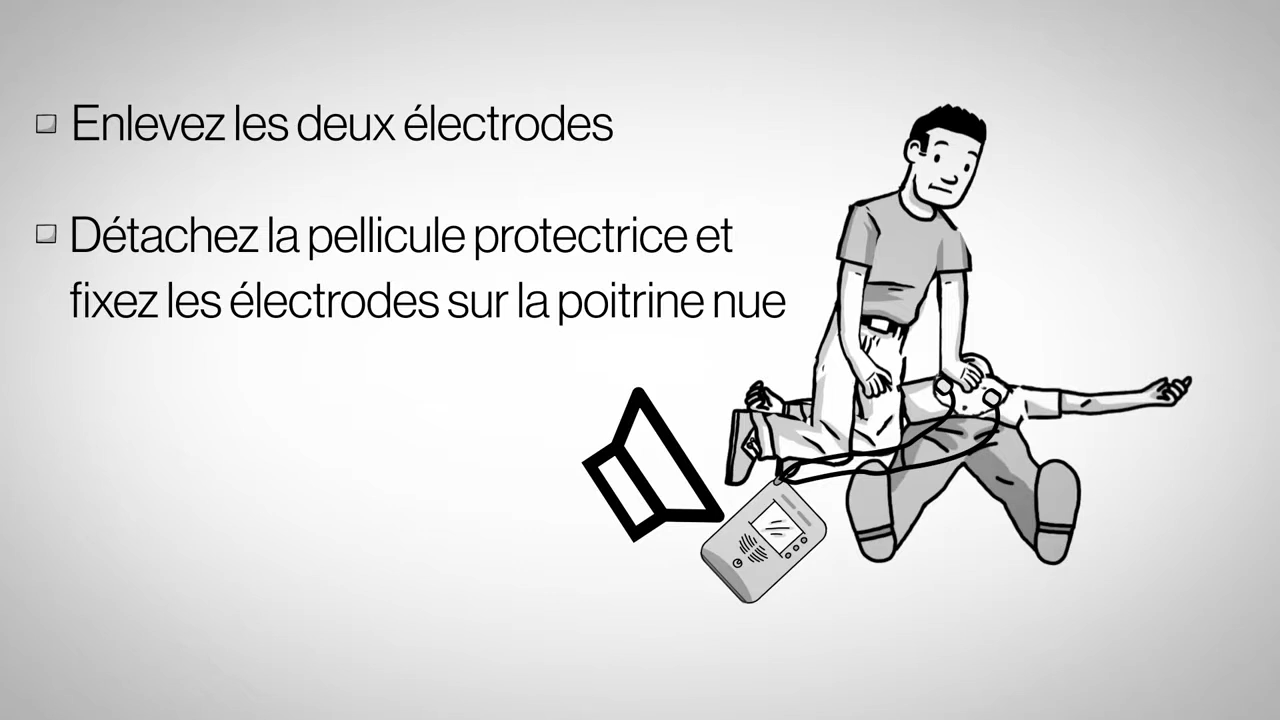 Enlevez les deux électrodes
Détachez la pellicule protectrice et
fixez les électrodes sur la poitrine nue